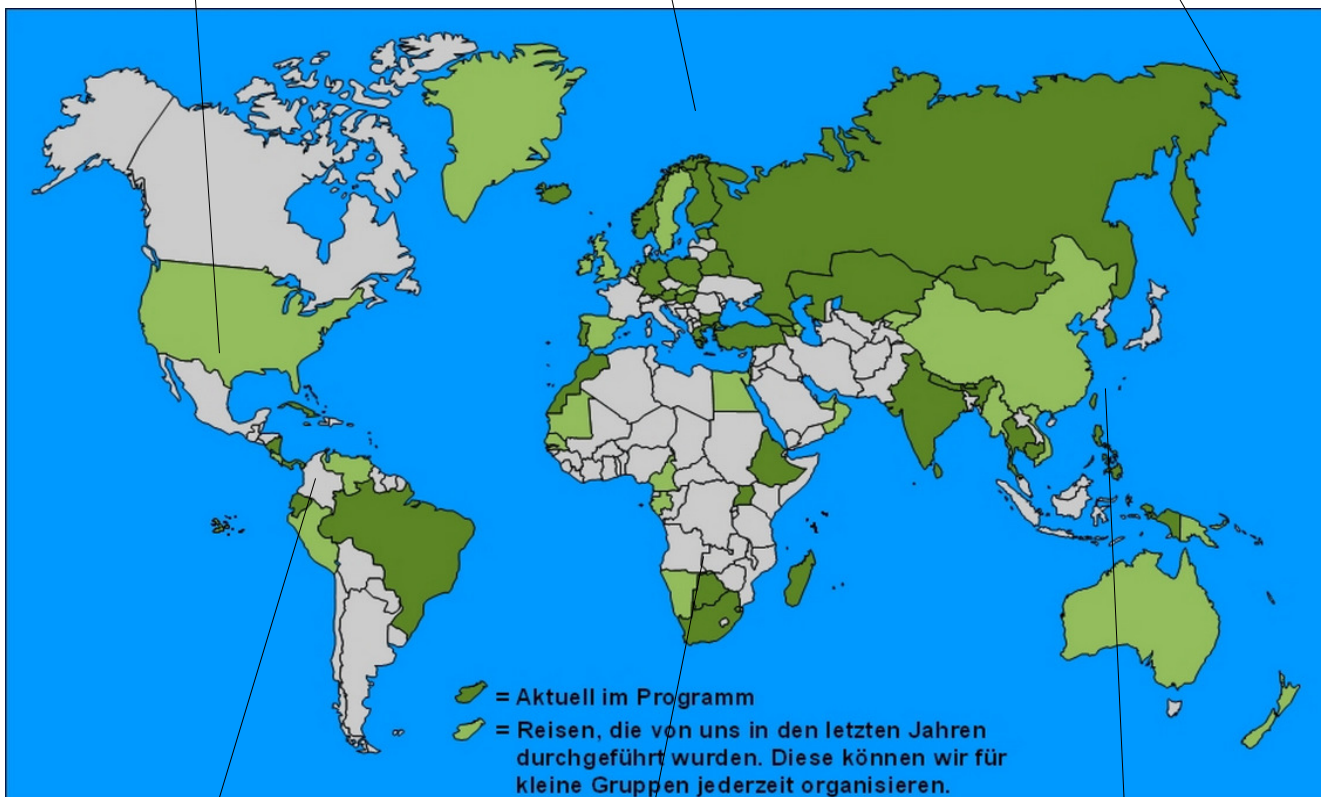 = Aktuell im Programm
= Reisen, die von uns in den letzten Jahren
durchgeführt wurden. Diese können wir für
kleine Gruppen jederzeit organisieren.